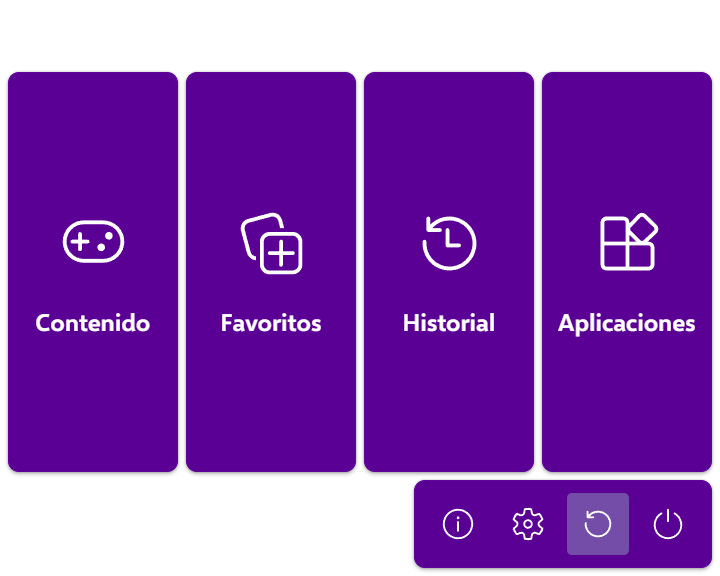 Contenido
Favoritos
Historial
Aplicaciones